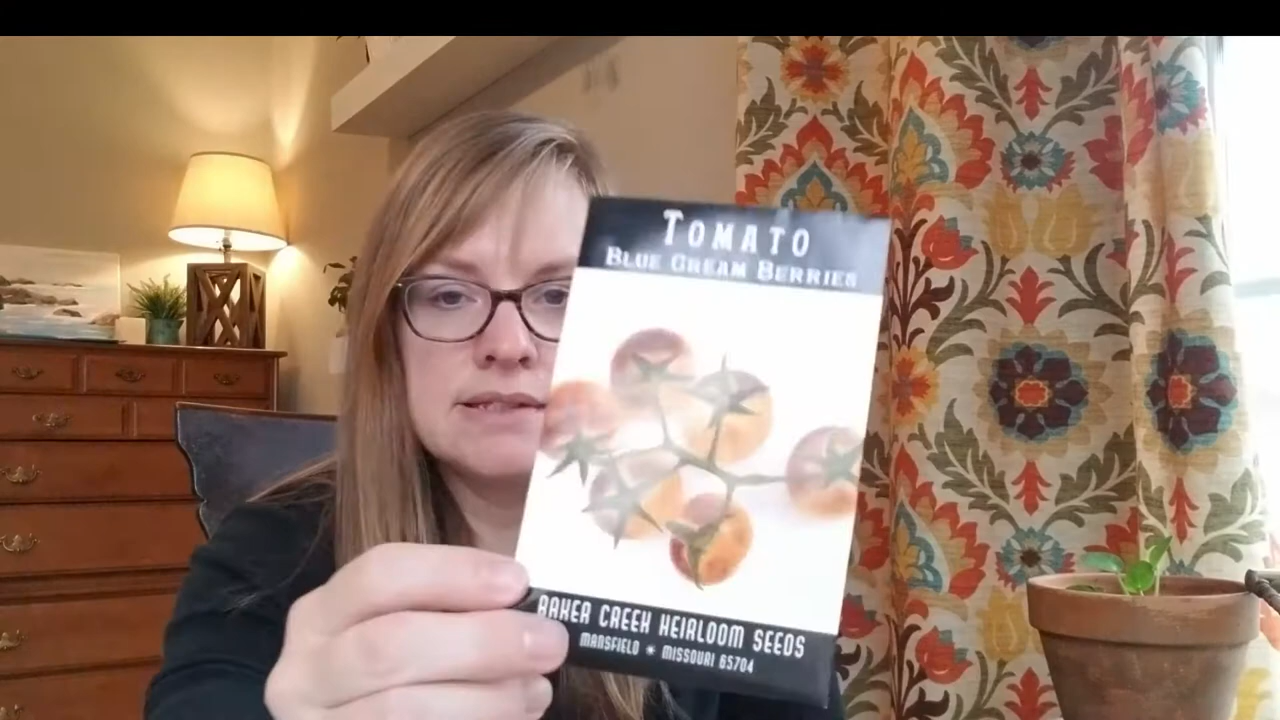 TOMATO
BLUE CREAM BERRIES
BAKER CREEK HEIRLOOM SEEDS
MANSFIELD * MISSOURI 65704